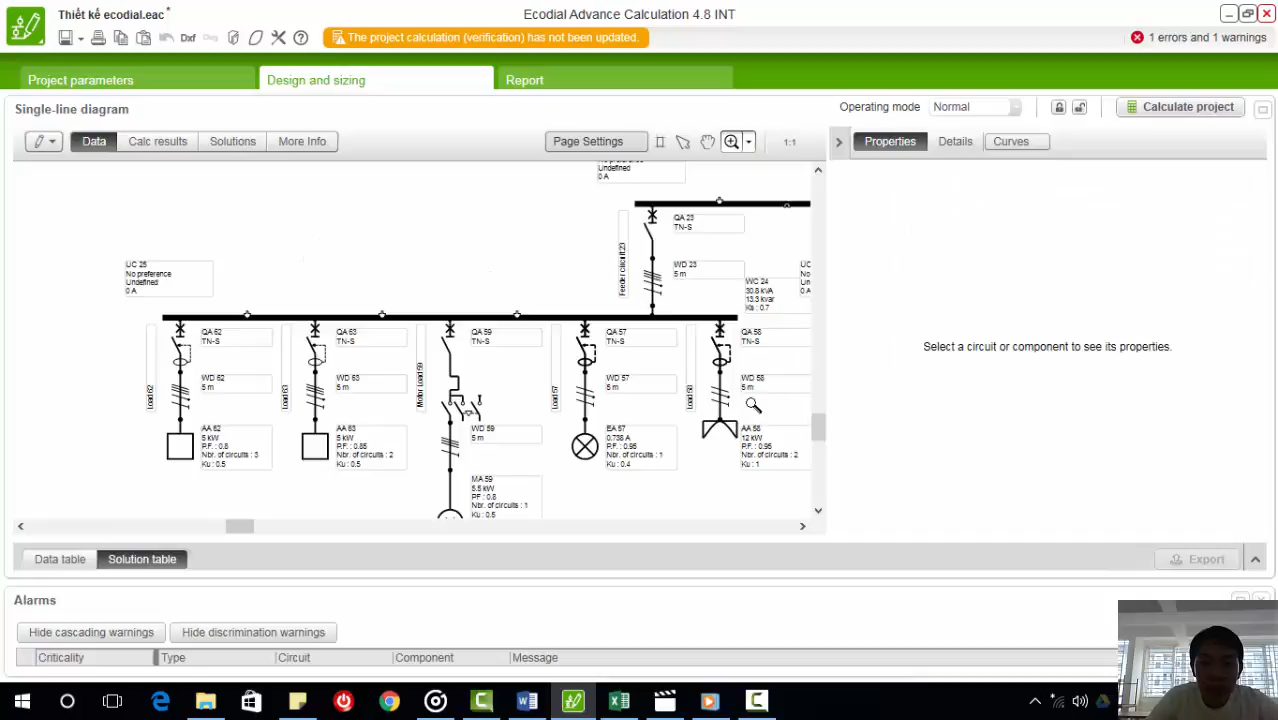 Thiết kế ecodial.eac *
Ecodial Advance Calculation 4.8 INT
Dxf
The project calculation (verification) has not been updated.
1 errors and 1 warnings
Project parameters
Design and sizing
Report
Single-line diagram
Operating mode
Normal
Calculate project
Data
Calc results
Solutions
More Info
Page Settings
1:1
Properties
Details
Curves
No preference
Undefined
0 A
QA 23
TN-S
Feeder circuit23
WD 23
5 m
WC 24
30.8 kVA
13.3 kvar
Ks : 0.7
UC 25
No preference
Undefined
0 A
QA 62
TN-S
Load 62
WD 62
5 m
AA 62
5 kW
P.F. : 0.8
Nbr. of circuits : 3
Ku : 0.5
QA 63
TN-S
Load 63
WD 63
5 m
AA 63
5 kW
P.F. : 0.85
Nbr. of circuits : 2
Ku : 0.5
QA 59
TN-S
Motor Load 59
WD 59
5 m
MA 59
5.5 kW
PF : 0.8
Nbr. of circuits : 1
Ku : 0.5
QA 57
TN-S
Load 57
WD 57
5 m
EA 57
0.738 A
P.F. : 0.95
Nbr. of circuits : 1
Ku : 0.4
QA 58
TN-S
Load 58
WD 58
5 m
AA 58
12 kW
P.F. : 0.95
Nbr. of circuits : 2
Ku : 1
Select a circuit or component to see its properties.
Data table
Solution table
Export
Alarms
Hide cascading warnings
Hide discrimination warnings
Criticality
Type
Circuit
Component
Message